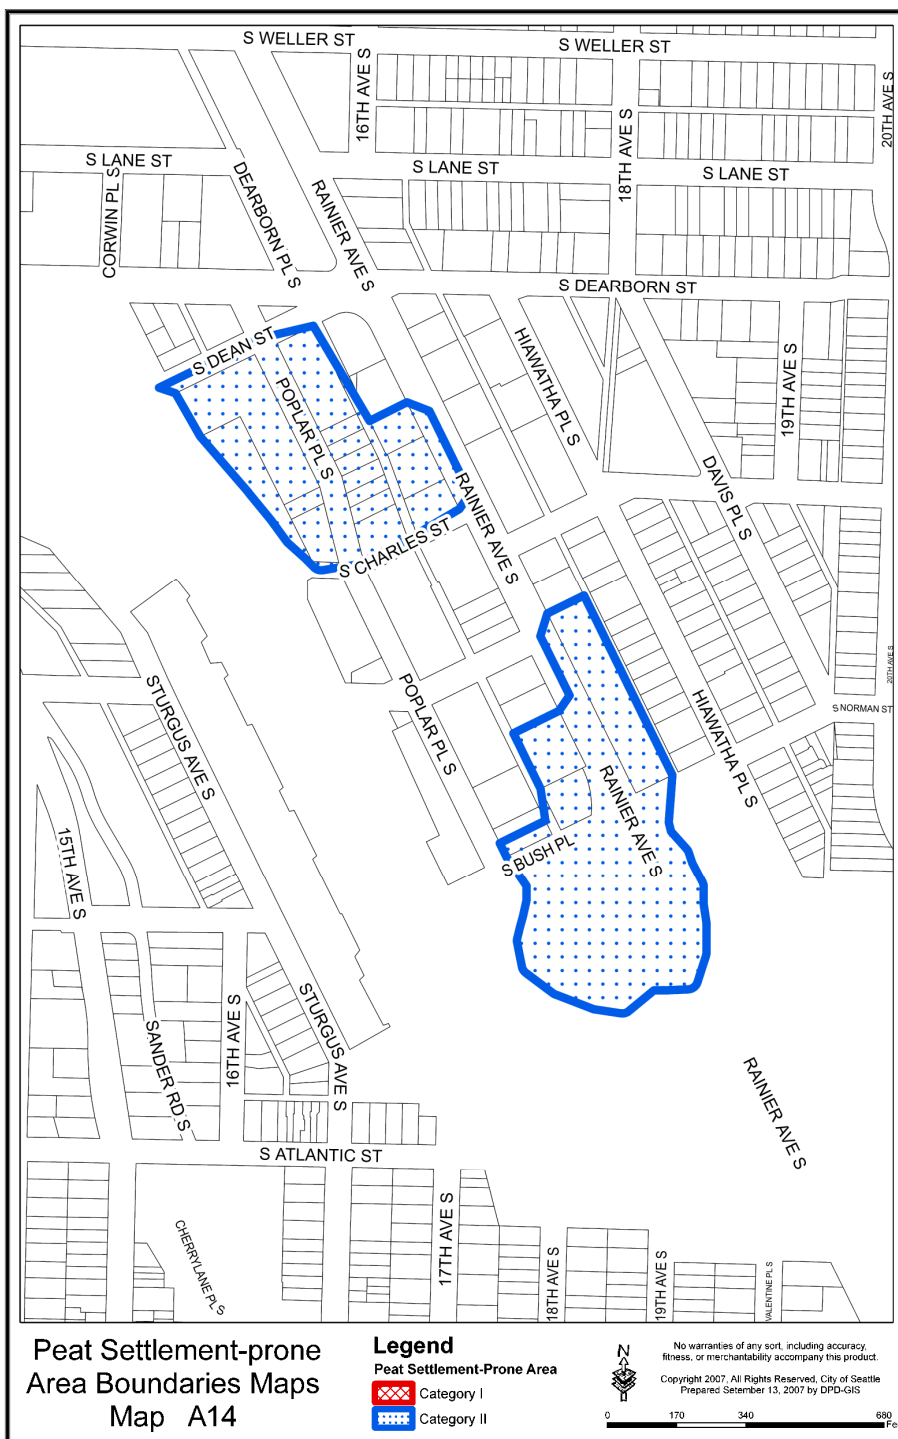 S WELLER ST
S WELLER ST
16TH AVE S
18TH AVE S
20TH AVE S
S LANE ST
S LANE ST
S LANE ST
CORWIN PL S
DEARBORN PL S
RAINIER AVE S
S DEARBORN ST
S DEAN ST
POPLAR PL S
HIAWATHA PL S
19TH AVE S
DAVIS PL S
RAINIER AVE S
S CHARLES ST
20TH AVE S
S NORMAN ST
STURGUS AVE S
POPLAR PL S
HIAWATHA PL S
RAINIER AVE S
S BUSH PL
15TH AVE S
STURGUS AVE S
16TH AVE S
SANDER RD S
RAINIER AVE S
S ATLANTIC ST
CHERRYLANE PL S
17TH AVE S
18TH AVE S
19TH AVE S
VALENTINE PL S
Peat Settlement-prone
Area Boundaries Maps
Map A14
Legend
Peat Settlement-Prone Area
Category I
Category II
N
No warranties of any sort, including accuracy,
fitness, or merchantability accompany this product.
Copyright 2007, All Rights Reserved, City of Seattle
Prepared Setember 13, 2007 by DPD-GIS
0 170 340 680
Fe